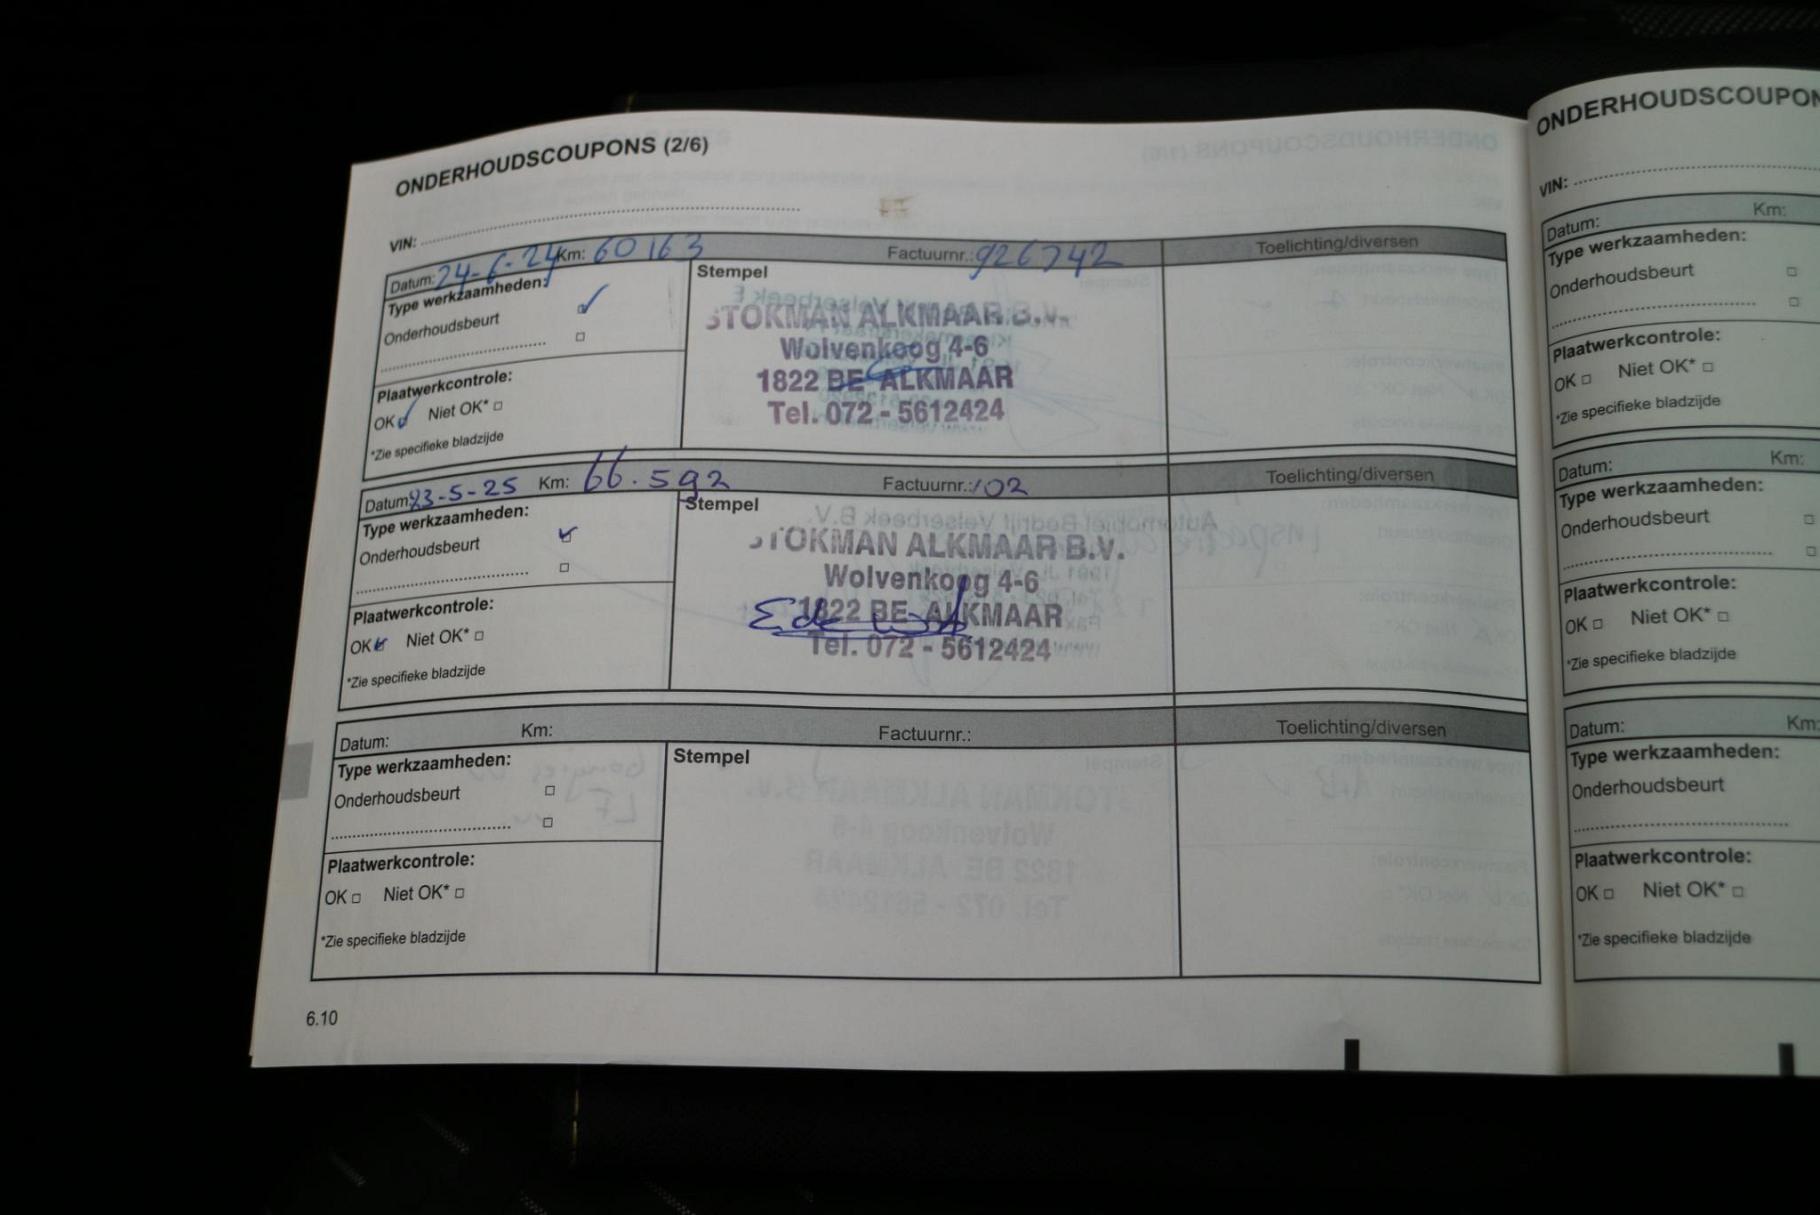 ONDERHOUDSCOUPONS (2/6)
VIN:
Datum: 24-6-24 Km: 60163 Factuurnr.: 926742 Toelichting/diversen
Type werkzaamheden:
Onderhoudsbeurt
Plaatwerkcontrole:
OK Niet OK*
*Zie specifieke bladzijde
Stempel
STOKMAN ALKMAAR B.V.
Wolvenkoog 4-6
1822 BE ALKMAAR
Tel. 072 - 5612424
Datum: 23-5-25 Km: 66.592 Factuurnr.: 102 Toelichting/diversen
Type werkzaamheden:
Onderhoudsbeurt
Plaatwerkcontrole:
OK Niet OK*
*Zie specifieke bladzijde
Stempel
STOKMAN ALKMAAR B.V.
Wolvenkoog 4-6
1822 BE ALKMAAR
Tel. 072 - 5612424
Datum: Km: Factuurnr.: Toelichting/diversen
Type werkzaamheden:
Onderhoudsbeurt
Plaatwerkcontrole:
OK Niet OK*
*Zie specifieke bladzijde
Stempel
6.10
ONDERHOUDSCOUPON
VIN:
Datum: Km:
Type werkzaamheden:
Onderhoudsbeurt
Plaatwerkcontrole:
OK Niet OK*
*Zie specifieke bladzijde
Datum: Km:
Type werkzaamheden:
Onderhoudsbeurt
Plaatwerkcontrole:
OK Niet OK*
*Zie specifieke bladzijde
Datum: Km:
Type werkzaamheden:
Onderhoudsbeurt
Plaatwerkcontrole:
OK Niet OK*
*Zie specifieke bladzijde